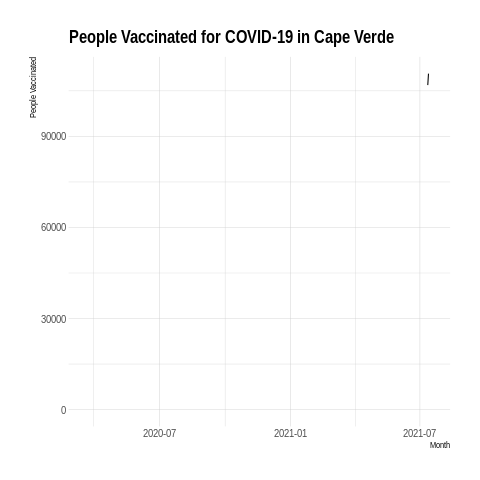 People Vaccinated for COVID-19 in Cape Verde
People Vaccinated
90000
60000
30000
0
2020-07 2021-01 2021-07
Month